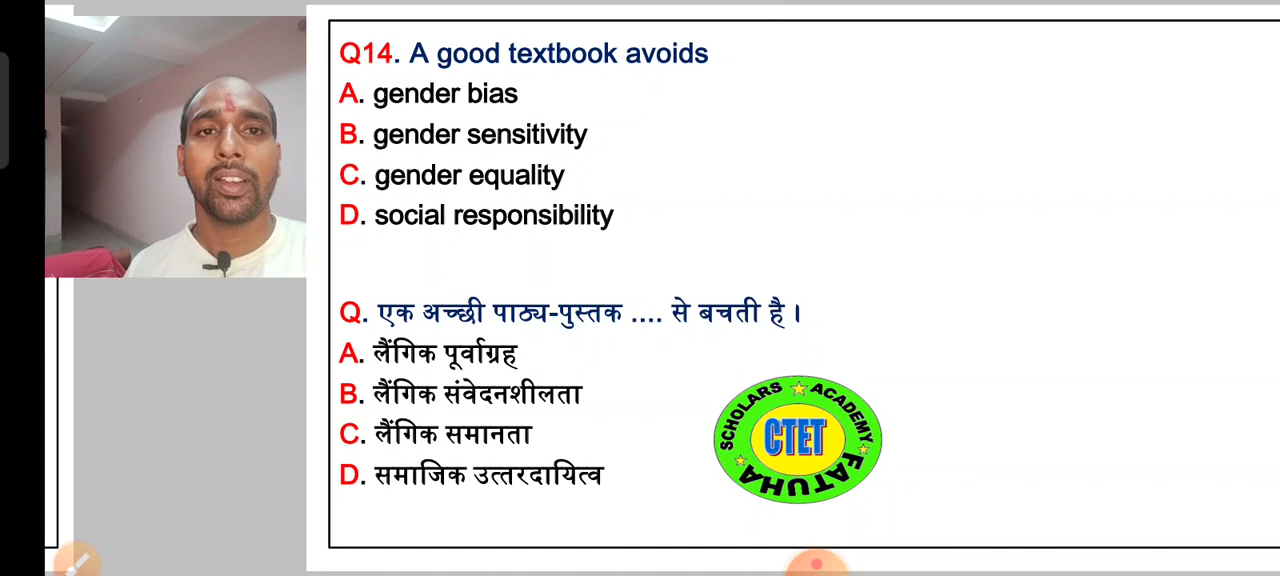 Q14. A good textbook avoids
A. gender bias
B. gender sensitivity
C. gender equality
D. social responsibility
Q. एक अच्छी पाठ्य-पुस्तक .... से बचती है।
A. लैंगिक पूर्वाग्रह
B. लैंगिक संवेदनशीलता
C. लैंगिक समानता
D. समाजिक उत्तरदायित्व
SCHOLARS ACADEMY
CTET
FATUHA